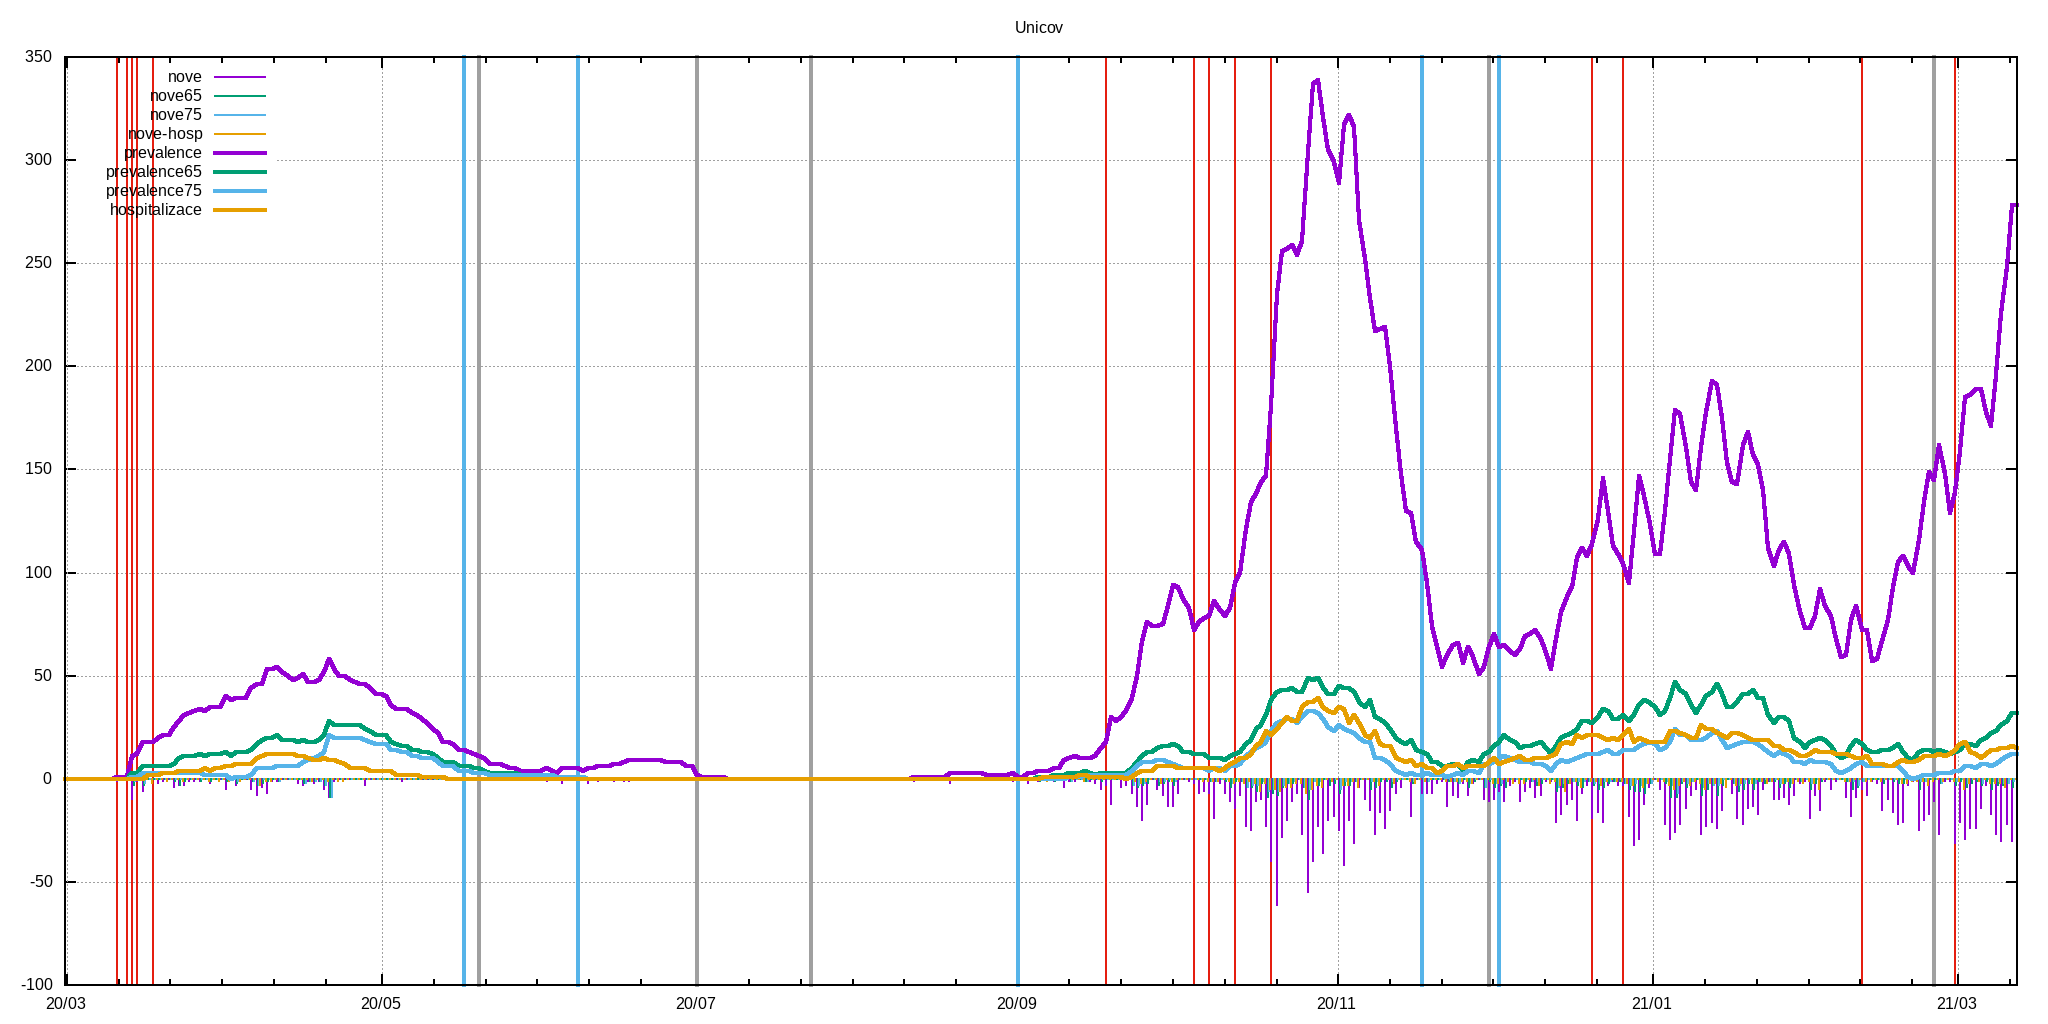 Unicov
350
300
250
200
150
100
50
0
-50
-100
nove
nove65
nove75
nove-hosp
prevalence
prevalence65
prevalence75
hospitalizace
20/03 20/05 20/07 20/09 20/11 21/01 21/03